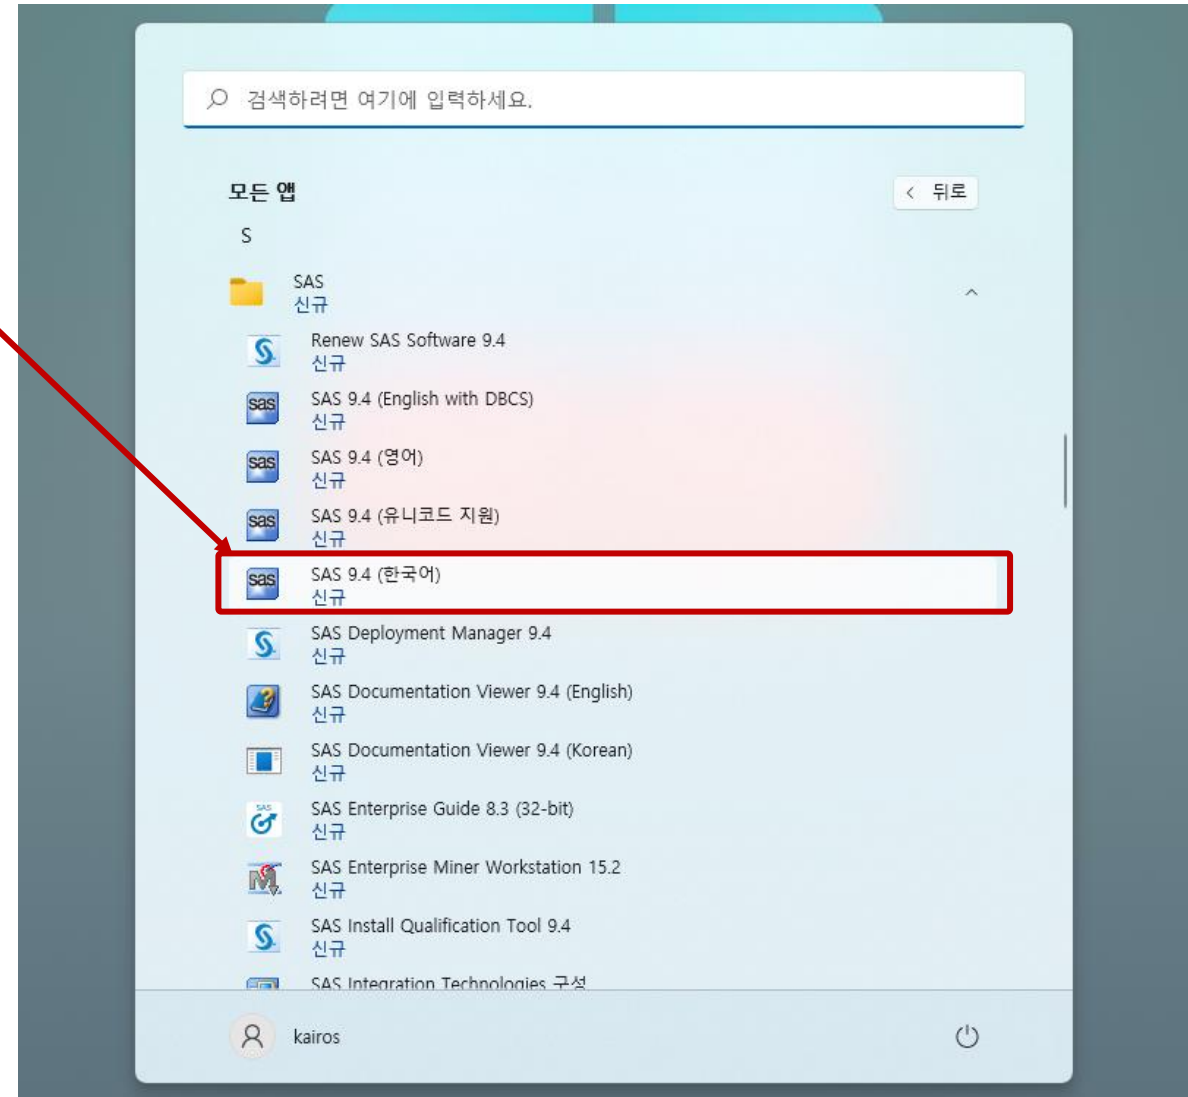 검색하려면 여기에 입력하세요.
모든 앱
뒤로
S
SAS
신규
Renew SAS Software 9.4
신규
sas
SAS 9.4 (English with DBCS)
신규
sas
SAS 9.4 (영어)
신규
sas
SAS 9.4 (유니코드 지원)
신규
sas
SAS 9.4 (한국어)
신규
SAS Deployment Manager 9.4
신규
SAS Documentation Viewer 9.4 (English)
신규
SAS Documentation Viewer 9.4 (Korean)
신규
SAS
SAS Enterprise Guide 8.3 (32-bit)
신규
SAS Enterprise Miner Workstation 15.2
신규
SAS Install Qualification Tool 9.4
신규
SAS Integration Technologies 구성
kairos